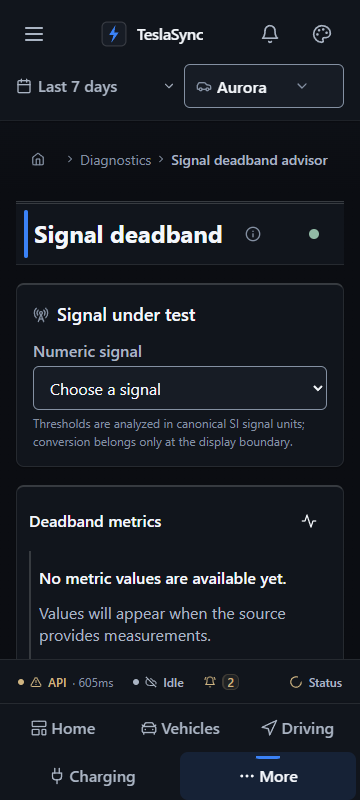 TeslaSync
Last 7 days
Aurora
Diagnostics
Signal deadband advisor
Signal deadband
Signal under test
Numeric signal
Choose a signal
Thresholds are analyzed in canonical SI signal units;
conversion belongs only at the display boundary.
Deadband metrics
No metric values are available yet.
Values will appear when the source
provides measurements.
API · 605ms
Idle
2
Status
Home
Vehicles
Driving
Charging
More